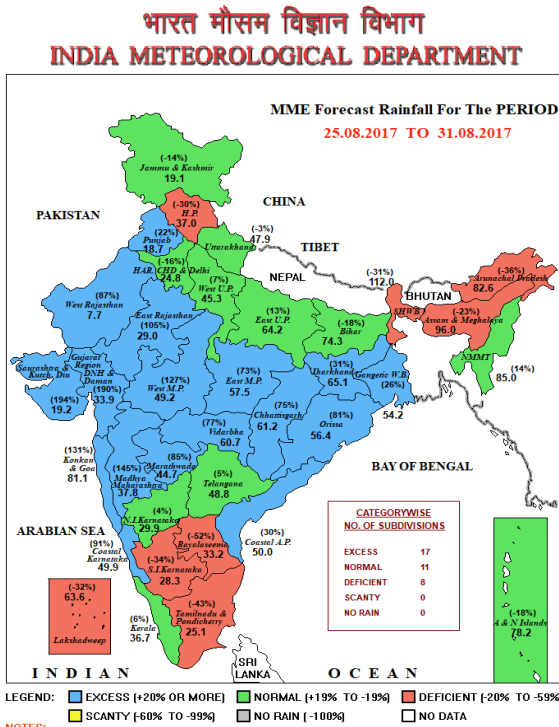 भारत मौसम विज्ञान विभाग
INDIA METEOROLOGICAL DEPARTMENT
MME Forecast Rainfall For The PERIOD
25.08.2017 TO 31.08.2017
(-14%)
Jammu & Kashmir
19.1
(-30%)
H.P.
37.0
CHINA
PAKISTAN
(22%)
Punjab
18.7
Uttarakhand
(-3%)
47.9
TIBET
(-16%)
HAR. CHD & Delhi
24.8
(7%)
West U.P.
45.3
NEPAL
(-31%)
112.0
BHUTAN
(-36%)
Arunachal Pradesh
82.6
(87%)
West Rajasthan
7.7
East Rajasthan
(105%)
29.0
(13%)
East U.P.
64.2
(-18%)
Bihar
74.3
SHWB
(-23%)
Assam & Meghalaya
96.0
NMMT
(14%)
85.0
Saurashtra &
Kutch, Diu
(194%)
19.2
Gujarat
Region
DNH &
Daman
(190%)
33.9
(127%)
West M.P.
49.2
(73%)
East M.P.
57.5
(31%)
Jharkhand
65.1
Gangetic W.B
(26%)
54.2
(75%)
Chhattisgarh
61.2
(81%)
Orissa
56.4
(77%)
Vidarbha
60.7
(131%)
Konkan
& Goa
81.1
(145%)
Madhya
Maharashtra
37.8
(85%)
Marathwada
44.7
(5%)
Telangana
48.8
BAY OF BENGAL
ARABIAN SEA
(4%)
N.I.Karnataka
29.9
(91%)
Coastal
Karnataka
49.9
(-52%)
Rayalaseema
33.2
(30%)
Coastal A.P.
50.0
(-34%)
S.I.Karnataka
28.3
CATEGORYWISE
NO. OF SUBDIVISIONS
EXCESS 17
NORMAL 11
DEFICIENT 8
SCANTY 0
NO RAIN 0
(-32%)
63.6
Lakshadweep
(6%)
Kerala
36.7
(-43%)
Tamilnadu &
Pondicherry
25.1
(-18%)
A & N Islands
78.2
SRI
LANKA
INDIAN OCEAN
LEGEND: EXCESS (+20% OR MORE) NORMAL (+19% TO -19%) DEFICIENT (-20% TO -59%
SCANTY (-60% TO -99%) NO RAIN (-100%) NO DATA
NOTES: